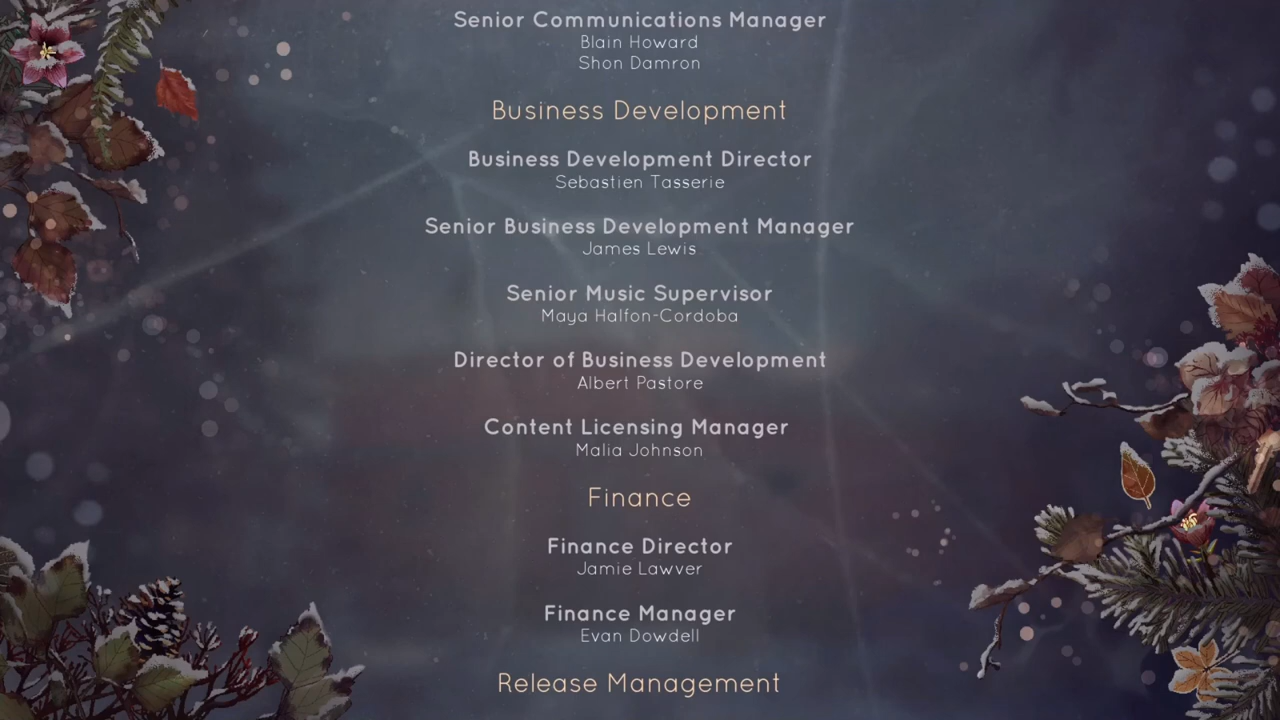 Senior Communications Manager
Blain Howard
Shon Damron
Business Development
Business Development Director
Sebastien Tasserie
Senior Business Development Manager
James Lewis
Senior Music Supervisor
Maya Halfon-Cordoba
Director of Business Development
Albert Pastore
Content Licensing Manager
Malia Johnson
Finance
Finance Director
Jamie Lawver
Finance Manager
Evan Dowdell
Release Management